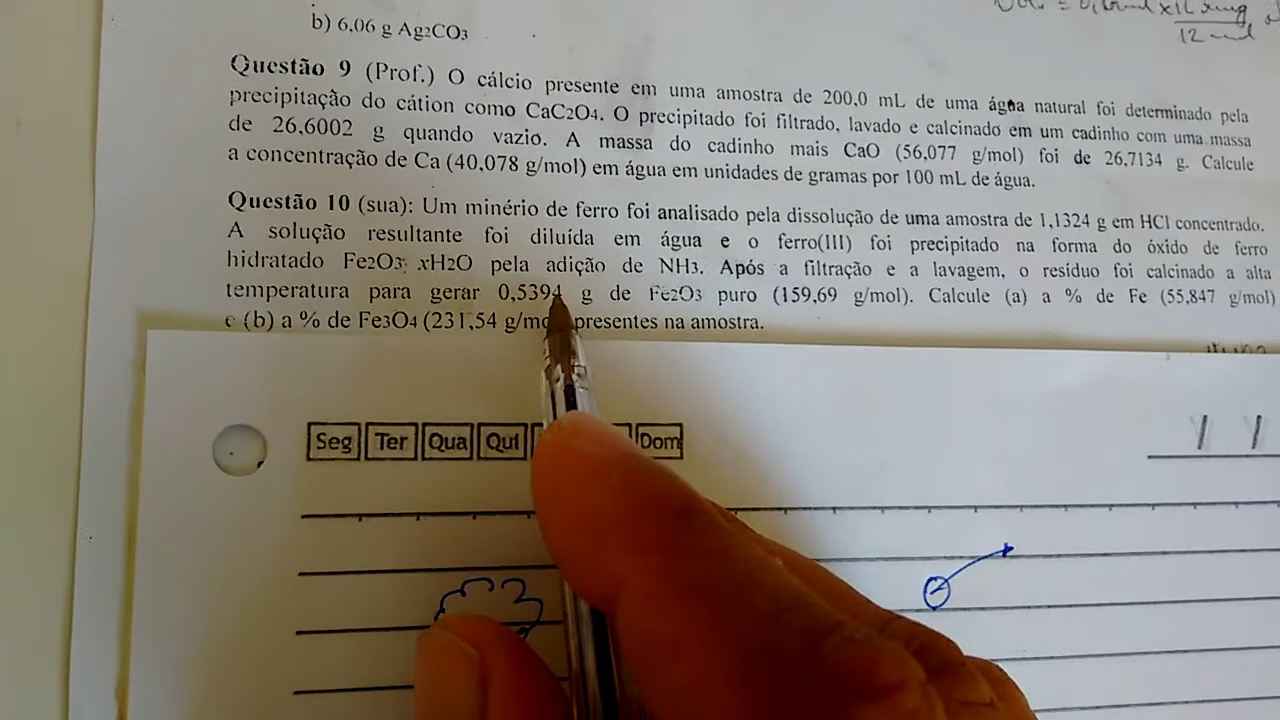 b) 6,06 g Ag2CO3
Questão 9 (Prof.) O cálcio presente em uma amostra de 200,0 mL de uma água natural foi determinado pela
precipitação do cátion como CaC2O4. O precipitado foi filtrado, lavado e calcinado em um cadinho com uma massa
de 26,6002 g quando vazio. A massa do cadinho mais CaO (56,077 g/mol) foi de 26,7134 g. Calcule
a concentração de Ca (40,078 g/mol) em água em unidades de gramas por 100 mL de água.
Questão 10 (sua): Um minério de ferro foi analisado pela dissolução de uma amostra de 1,1324 g em HCl concentrado.
A solução resultante foi diluída em água e o ferro(III) foi precipitado na forma do óxido de ferro
hidratado Fe2O3. xH2O pela adição de NH3. Após a filtração e a lavagem, o resíduo foi calcinado a alta
temperatura para gerar 0,5394 g de Fe2O3 puro (159,69 g/mol). Calcule (a) a % de Fe (55,847 g/mol)
e (b) a % de Fe3O4 (231,54 g/mo presentes na amostra.
Seg Ter Qua Qui Dom